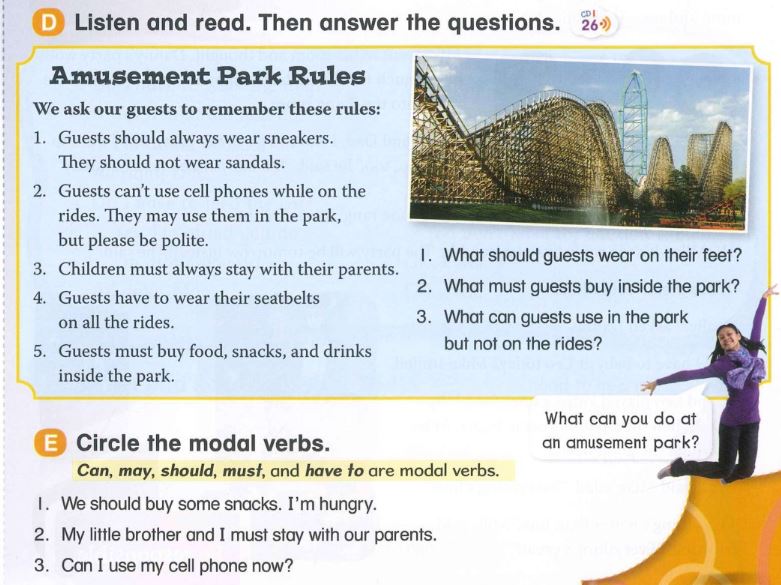 D Listen and read. Then answer the questions. CD1 26
Amusement Park Rules
We ask our guests to remember these rules:
1. Guests should always wear sneakers.
They should not wear sandals.
2. Guests can't use cell phones while on the
rides. They may use them in the park,
but please be polite.
3. Children must always stay with their parents.
4. Guests have to wear their seatbelts
on all the rides.
5. Guests must buy food, snacks, and drinks
inside the park.
1. What should guests wear on their feet?
2. What must guests buy inside the park?
3. What can guests use in the park
but not on the rides?
What can you do at
an amusement park?
E Circle the modal verbs.
Can, may, should, must, and have to are modal verbs.
1. We should buy some snacks. I'm hungry.
2. My little brother and I must stay with our parents.
3. Can I use my cell phone now?